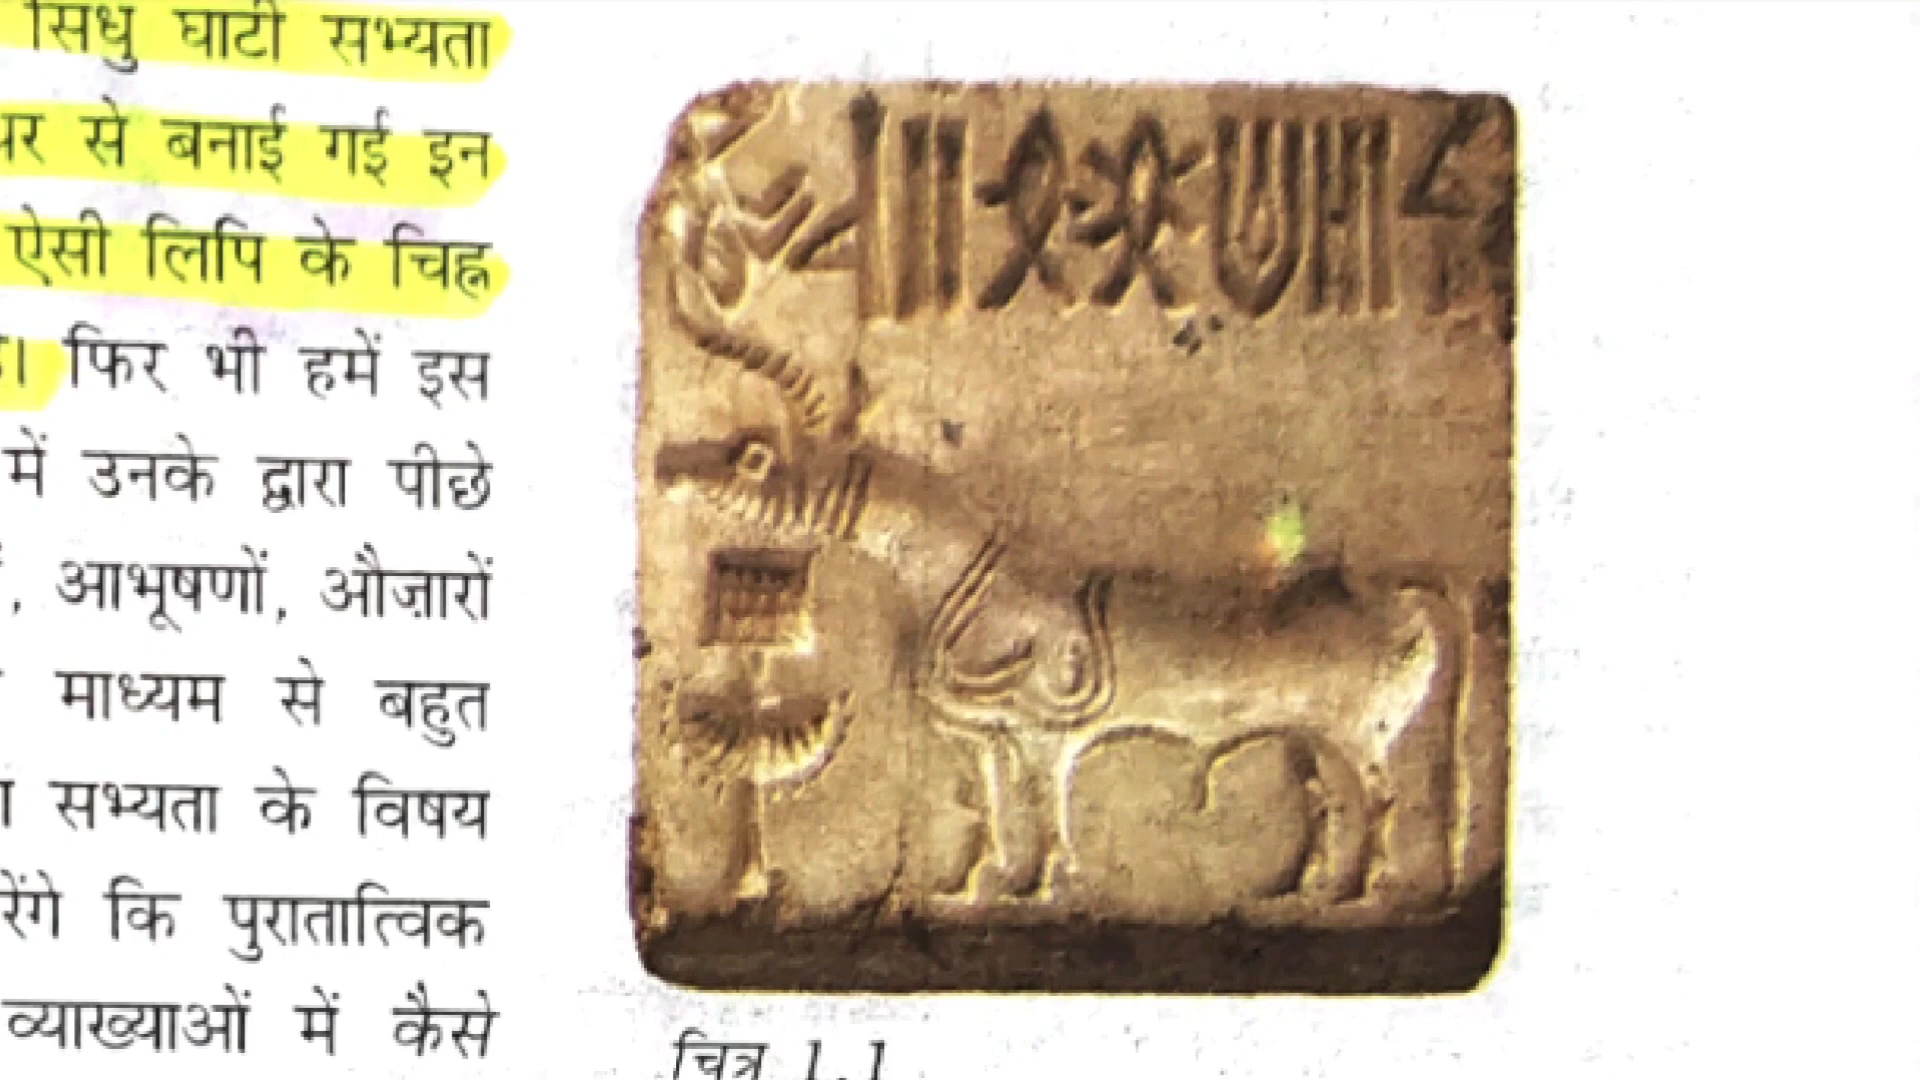 सिंधु घाटी सभ्यता
से बनाई गई इन
ऐसी लिपि के चिह्न
। फिर भी हमें इस
में उनके द्वारा पीछे
, आभूषणों, औज़ारों
माध्यम से बहुत
सभ्यता के विषय
कि पुरातात्विक
व्याख्याओं में कैसे
चित्र 1.1